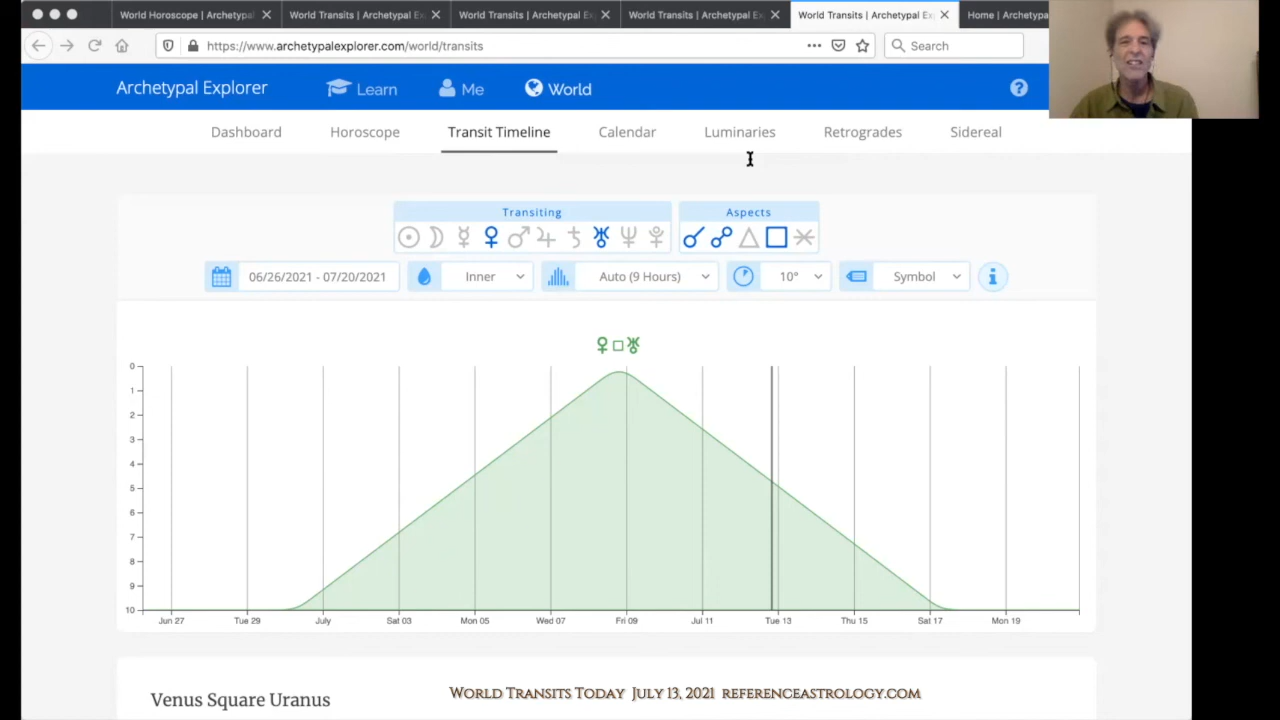 World Horoscope | Archetypal
World Transits | Archetypal Ex
World Transits | Archetypal Ex
World Transits | Archetypal Ex
World Transits | Archetypal Ex
Home | Archetypa
https://www.archetypalexplorer.com/world/transits
Search
Archetypal Explorer
Learn
Me
World
?
Dashboard
Horoscope
Transit Timeline
Calendar
Luminaries
Retrogrades
Sidereal
Transiting
Aspects
☉ ☽ ☿ ♀ ♂ ♃ ♄ ♅ ♆ ♇
☌ ☍ △ □ ⚹
06/26/2021 - 07/20/2021
Inner
Auto (9 Hours)
10°
Symbol
♀□♅
0
1
2
3
4
5
6
7
8
9
10
Jun 27
Tue 29
July
Sat 03
Mon 05
Wed 07
Fri 09
Jul 11
Tue 13
Thu 15
Sat 17
Mon 19
Venus Square Uranus
World Transits Today July 13, 2021 referenceastrology.com